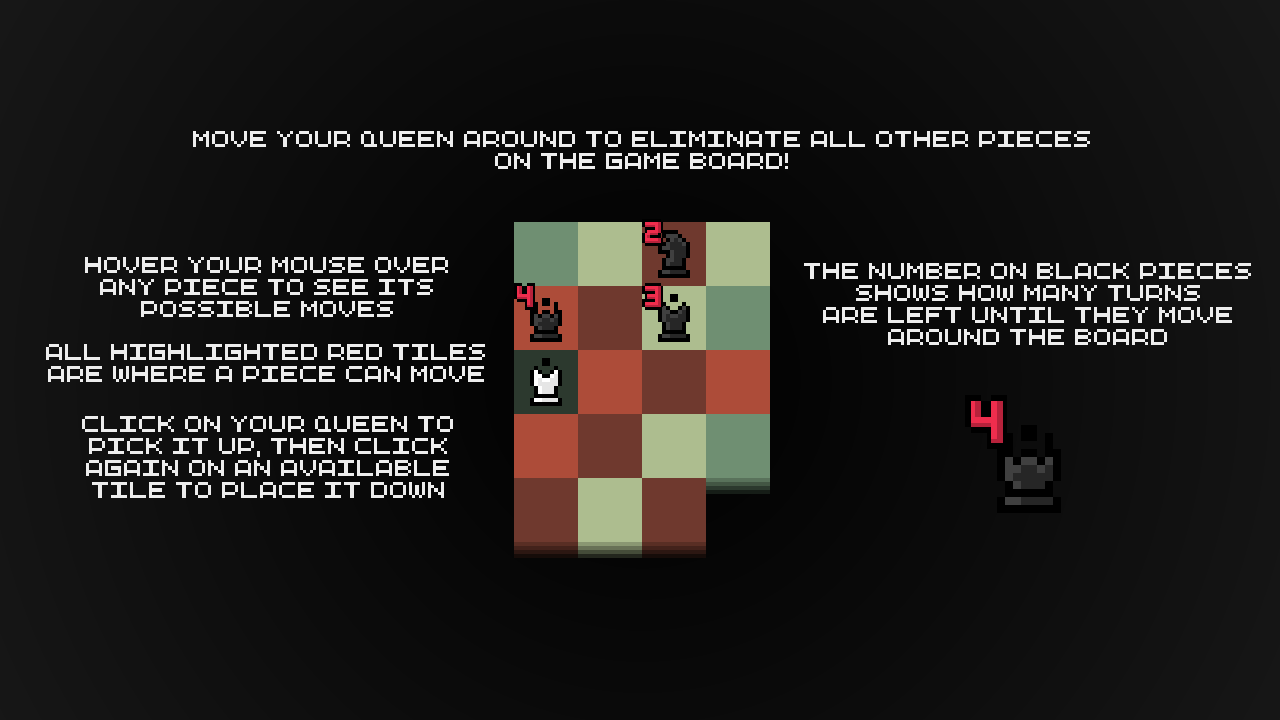 MOVE YOUR QUEEN AROUND TO ELIMINATE ALL OTHER PIECES
ON THE GAME BOARD!
HOVER YOUR MOUSE OVER
ANY PIECE TO SEE ITS
POSSIBLE MOVES
ALL HIGHLIGHTED RED TILES
ARE WHERE A PIECE CAN MOVE
CLICK ON YOUR QUEEN TO
PICK IT UP, THEN CLICK
AGAIN ON AN AVAILABLE
TILE TO PLACE IT DOWN
2
4
3
THE NUMBER ON BLACK PIECES
SHOWS HOW MANY TURNS
ARE LEFT UNTIL THEY MOVE
AROUND THE BOARD
4